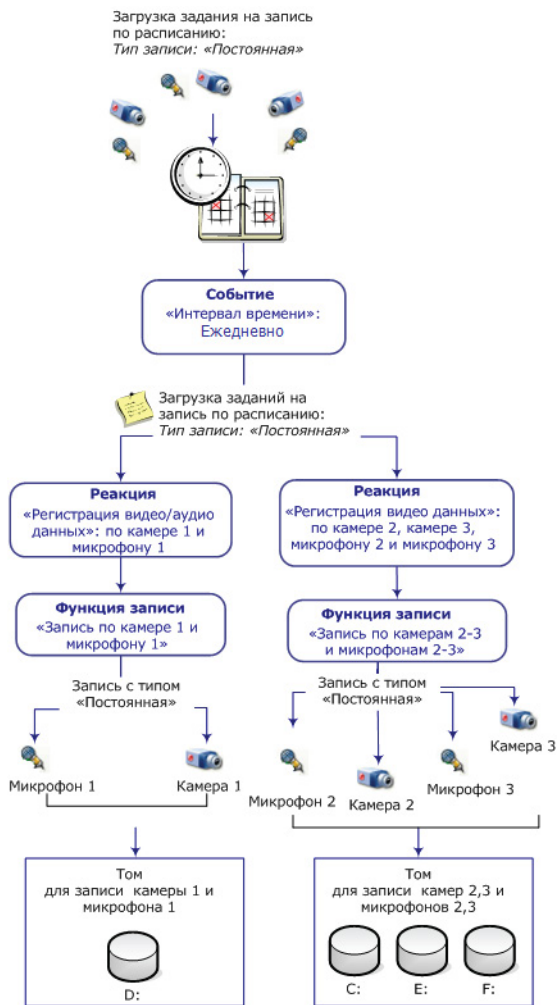 Загрузка задания на запись
по расписанию:
Тип записи: «Постоянная»
Событие
«Интервал времени»:
Ежедневно
Загрузка заданий на
запись по расписанию:
Тип записи: «Постоянная»
Реакция
«Регистрация видео/аудио
данных»: по камере 1 и
микрофону 1
Реакция
«Регистрация видео данных»:
по камере 2, камере 3,
микрофону 2 и микрофону 3
Функция записи
«Запись по камере 1 и
микрофону 1»
Функция записи
«Запись по камерам 2-3
и микрофонам 2-3»
Запись с типом
«Постоянная»
Запись с типом
«Постоянная»
Микрофон 1
Камера 1
Микрофон 2
Камера 2
Микрофон 3
Камера 3
Том
для записи камеры 1 и
микрофона 1
D:
Том
для записи камер 2,3 и
микрофонов 2,3
C:
E:
F: